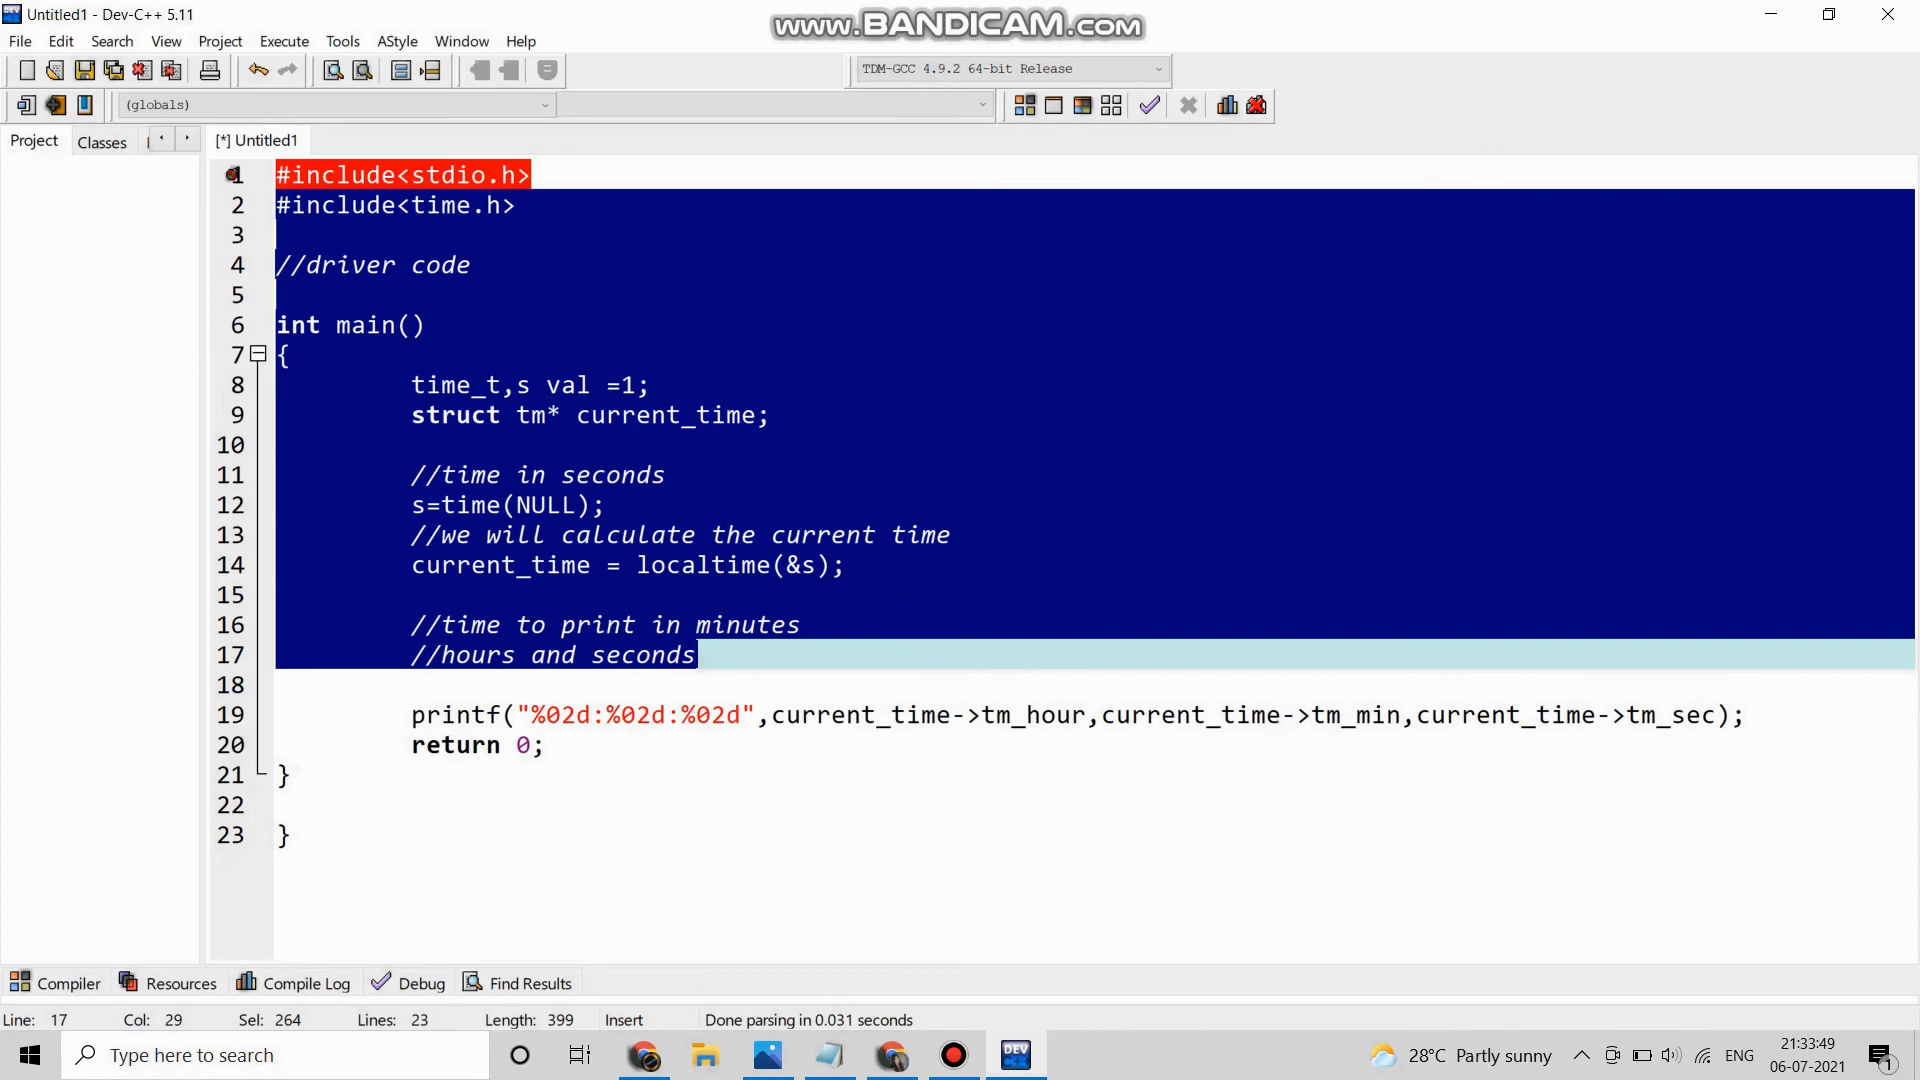 Untitled1 - Dev-C++ 5.11
www.BANDICAM.com
File Edit Search View Project Execute Tools AStyle Window Help
TDM-GCC 4.9.2 64-bit Release
(globals)
Project Classes
[*] Untitled1
1 #include<stdio.h>
2 #include<time.h>
3
4 //driver code
5
6 int main()
7 {
8 time_t,s val =1;
9 struct tm* current_time;
10
11 //time in seconds
12 s=time(NULL);
13 //we will calculate the current time
14 current_time = localtime(&s);
15
16 //time to print in minutes
17 //hours and seconds
18
19 printf("%02d:%02d:%02d",current_time->tm_hour,current_time->tm_min,current_time->tm_sec);
20 return 0;
21 }
22
23 }
Compiler Resources Compile Log Debug Find Results
Line: 17 Col: 29 Sel: 264 Lines: 23 Length: 399 Insert Done parsing in 0.031 seconds
Type here to search
DEV
28°C Partly sunny
ENG
21:33:49
06-07-2021
1